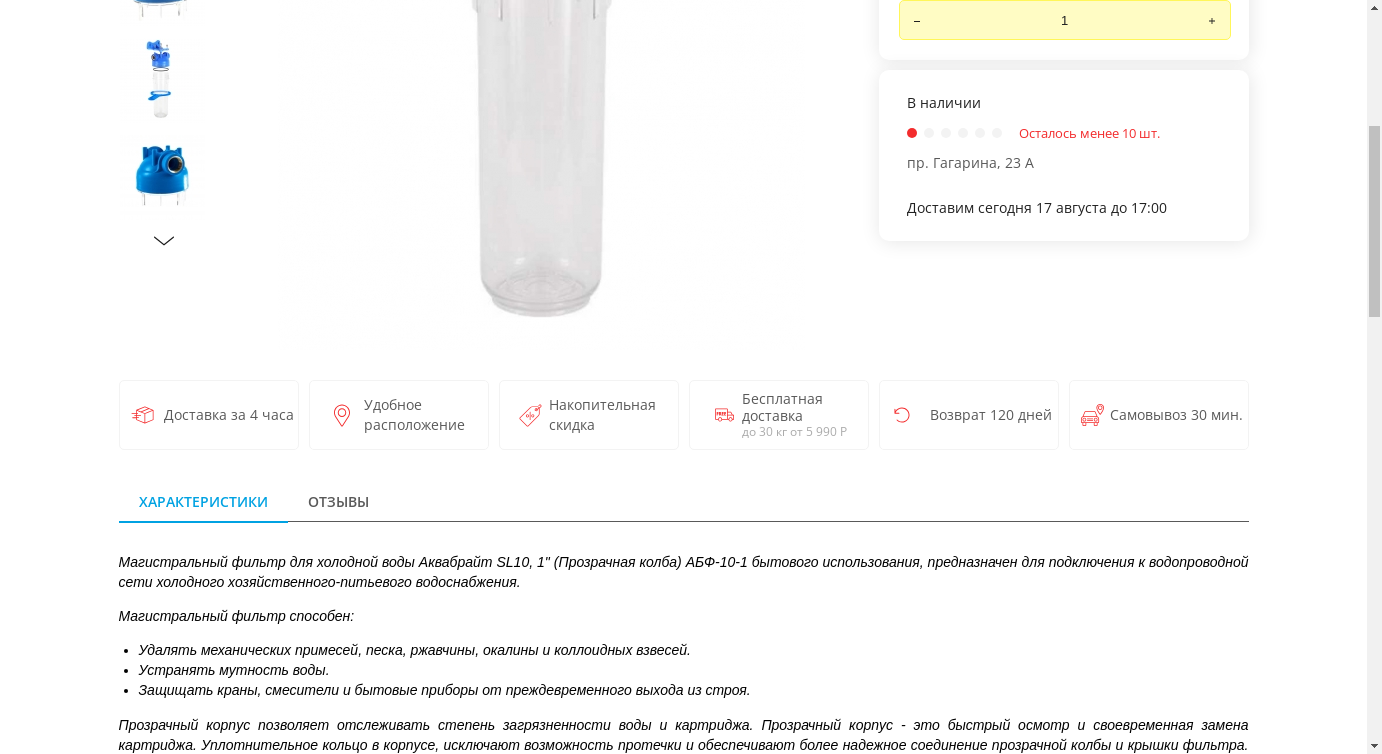 – 1 +
В наличии
Осталось менее 10 шт.
пр. Гагарина, 23 А
Доставим сегодня 17 августа до 17:00
Доставка за 4 часа
Удобное
расположение
Накопительная
скидка
FREE
Бесплатная
доставка
до 30 кг от 5 990 Р
Возврат 120 дней
Самовывоз 30 мин.
ХАРАКТЕРИСТИКИ ОТЗЫВЫ
Магистральный фильтр для холодной воды Аквабрайт SL10, 1" (Прозрачная колба) АБФ-10-1 бытового использования, предназначен для подключения к водопроводной
сети холодного хозяйственного-питьевого водоснабжения.
Магистральный фильтр способен:
• Удалять механических примесей, песка, ржавчины, окалины и коллоидных взвесей.
• Устранять мутность воды.
• Защищать краны, смесители и бытовые приборы от преждевременного выхода из строя.
Прозрачный корпус позволяет отслеживать степень загрязненности воды и картриджа. Прозрачный корпус - это быстрый осмотр и своевременная замена
картриджа. Уплотнительное кольцо в корпусе, исключают возможность протечки и обеспечивают более надежное соединение прозрачной колбы и крышки фильтра.